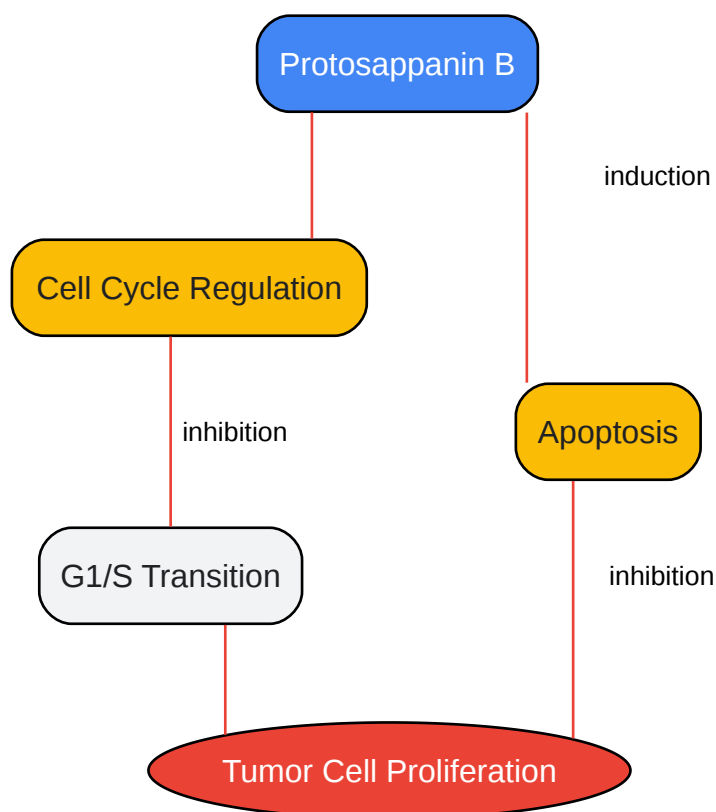 Protosappanin B
induction
Cell Cycle Regulation
inhibition
Apoptosis
G1/S Transition
inhibition
Tumor Cell Proliferation